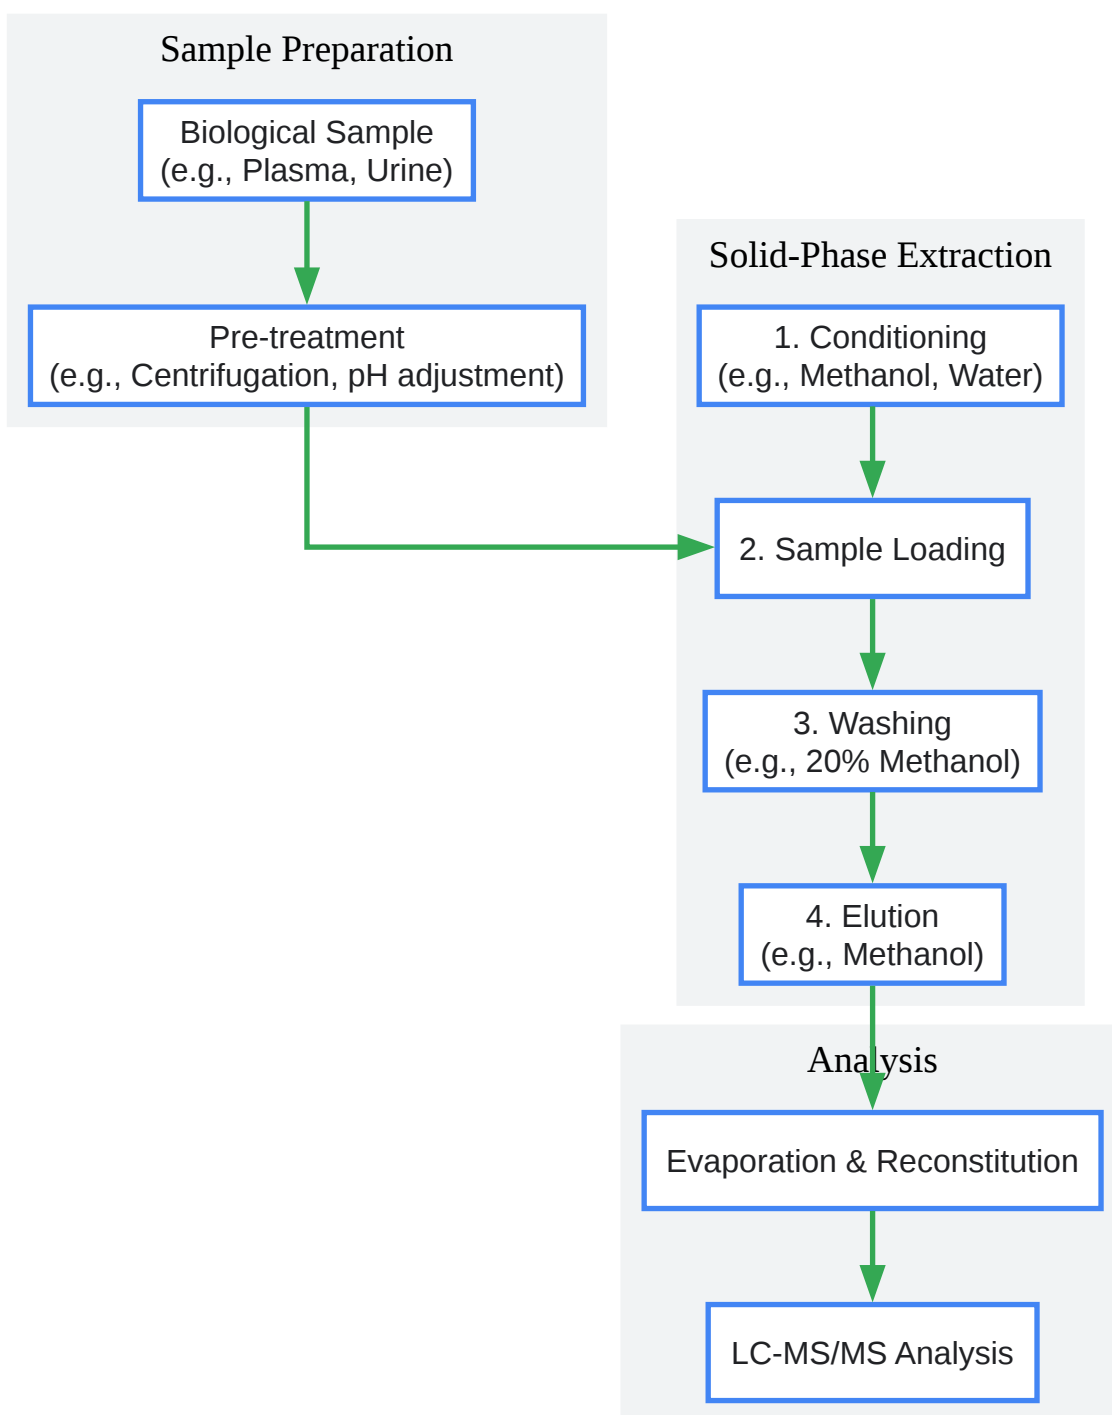 Sample Preparation
Biological Sample
(e.g., Plasma, Urine)
Pre-treatment
(e.g., Centrifugation, pH adjustment)
Solid-Phase Extraction
1. Conditioning
(e.g., Methanol, Water)
2. Sample Loading
3. Washing
(e.g., 20% Methanol)
4. Elution
(e.g., Methanol)
Analysis
Evaporation & Reconstitution
LC-MS/MS Analysis